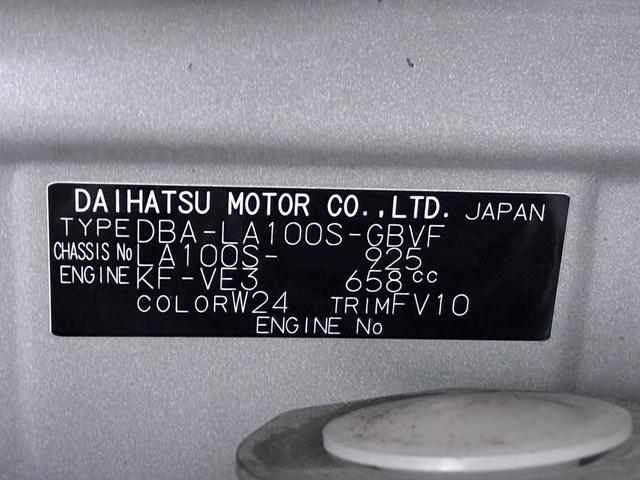 DAIHATSU MOTOR CO.,LTD. JAPAN
TYPE DBA-LA100S-GBVF
CHASSIS No LA100S- 925
ENGINE KF-VE3 658cc
COLOR W24 TRIM FV10
ENGINE No